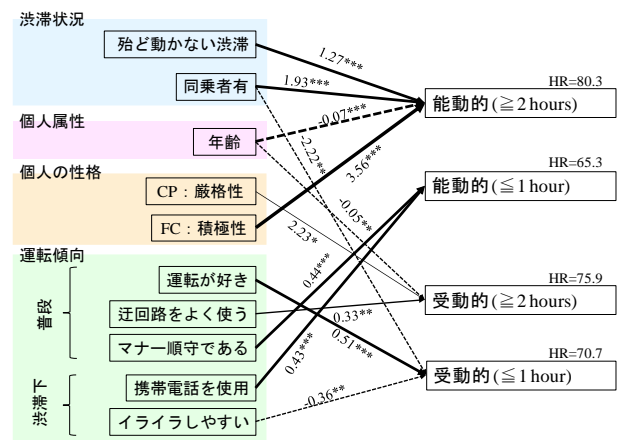 渋滞状況
殆ど動かない渋滞
同乗者有
個人属性
年齢
個人の性格
CP：厳格性
FC：積極性
運転傾向
普段
運転が好き
迂回路をよく使う
マナー順守である
渋滞下
携帯電話を使用
イライラしやすい
1.27***
1.93***
-0.07***
-2.22**
3.56***
-0.05**
2.23*
0.44***
0.33**
0.51***
0.43***
-0.36**
HR=80.3
能動的(≧2 hours)
HR=65.3
能動的(≦1 hour)
HR=75.9
受動的(≧2 hours)
HR=70.7
受動的(≦1 hour)